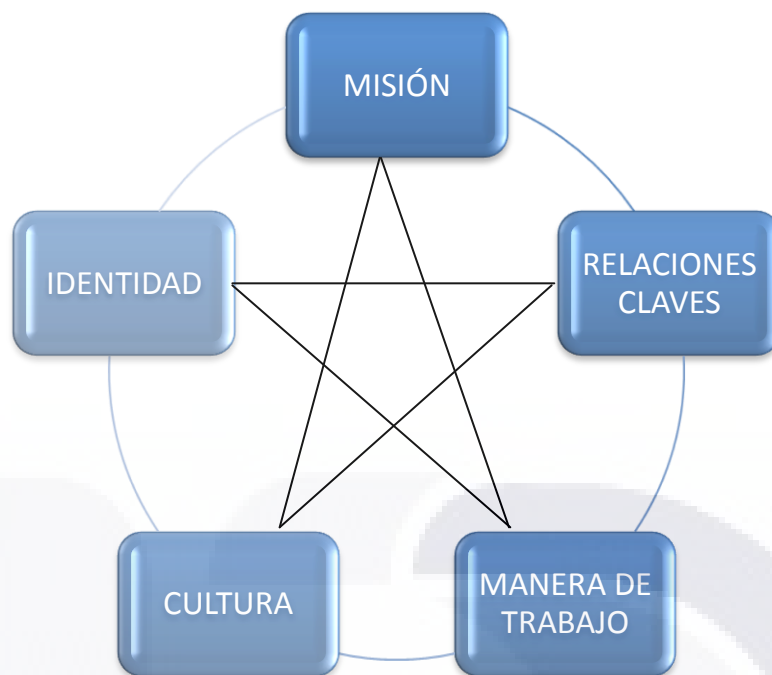 MISIÓN
RELACIONES
CLAVES
MANERA DE
TRABAJO
CULTURA
IDENTIDAD